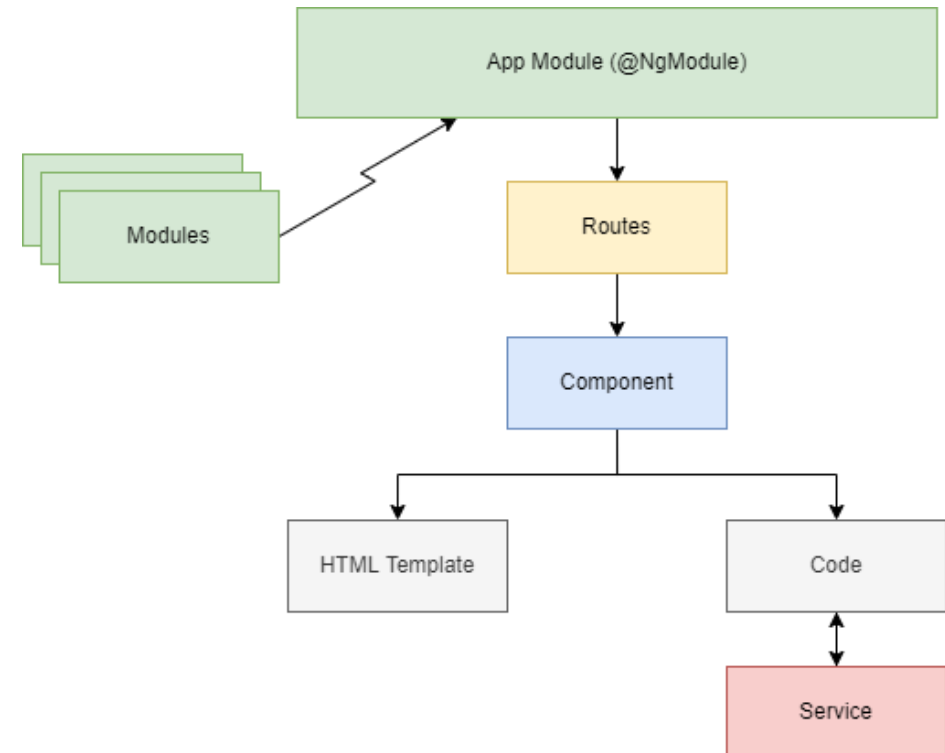 App Module (@NgModule)
Modules
Routes
Component
HTML Template
Code
Service